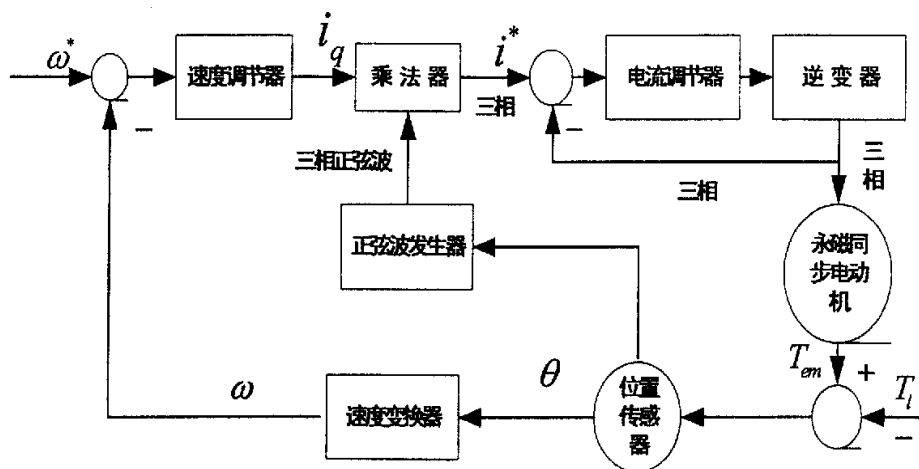 ω*
速度调节器
i_q
乘法器
i*
三相
电流调节器
逆变器
三相正弦波
三相
三
相
正弦波发生器
永磁同
步电动
机
T_em
+
T_l
−
ω
速度变换器
θ
位置
传感
器
−
−